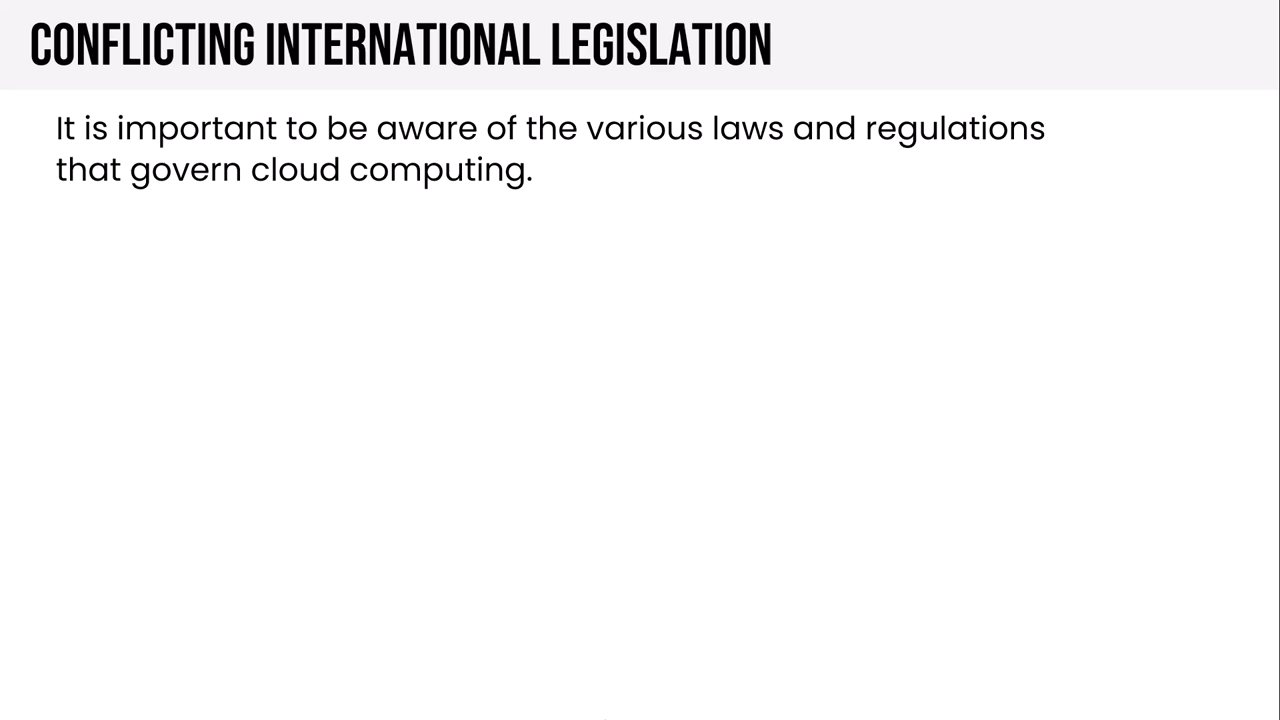 CONFLICTING INTERNATIONAL LEGISLATION
It is important to be aware of the various laws and regulations
that govern cloud computing.